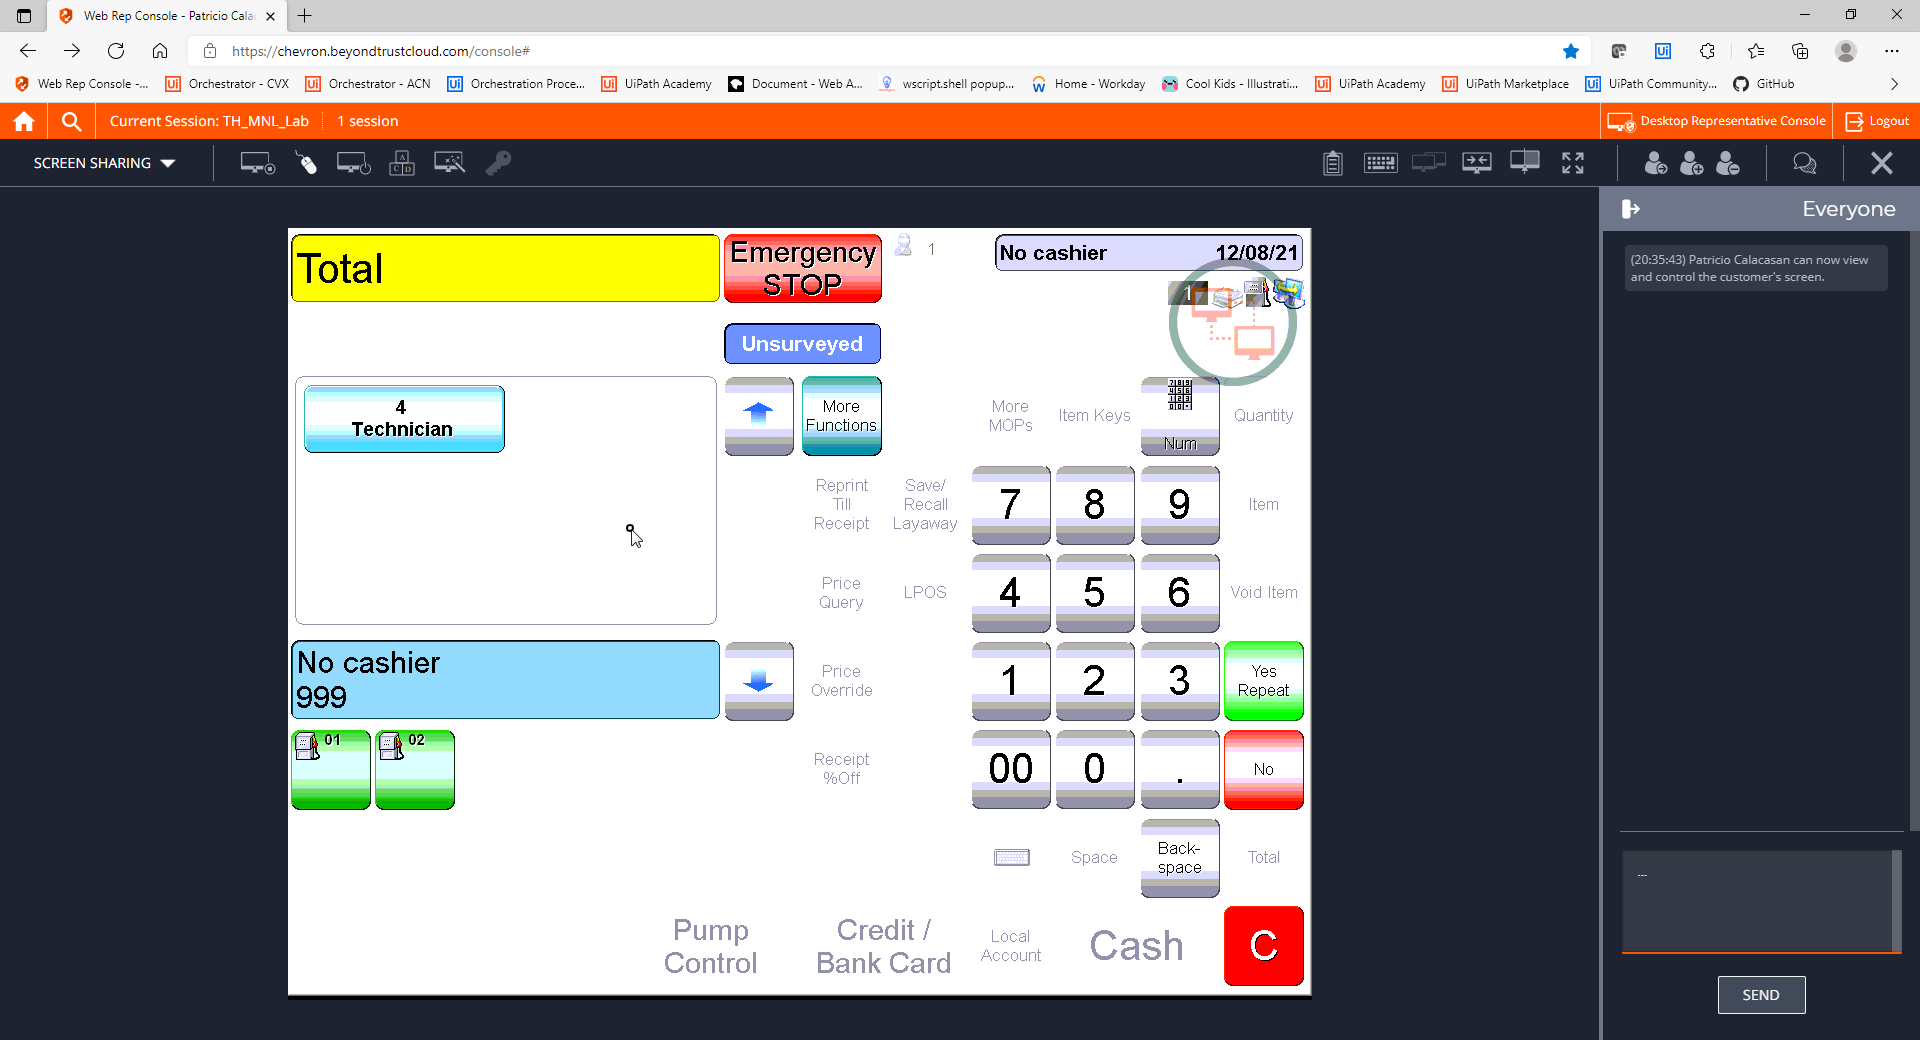 Web Rep Console - Patricio Cala
https://chevron.beyondtrustcloud.com/console#
Web Rep Console -...
Orchestrator - CVX
Orchestrator - ACN
Orchestration Proce...
UiPath Academy
Document - Web A...
wscript.shell popup...
Home - Workday
Cool Kids - Illustrati...
UiPath Academy
UiPath Marketplace
UiPath Community...
GitHub
Current Session: TH_MNL_Lab
1 session
Desktop Representative Console
Logout
SCREEN SHARING
Everyone
(20:35:43) Patricio Calacasan can now view
and control the customer's screen.
Total
Emergency
STOP
1
No cashier 12/08/21
1
Unsurveyed
4
Technician
More
Functions
More
MOPs
Item Keys
Num
Quantity
Reprint
Till
Receipt
Save/
Recall
Layaway
7 8 9
Item
Price
Query
LPOS
4 5 6
Void Item
No cashier
999
Price
Override
1 2 3
Yes
Repeat
01 02
Receipt
%Off
00 0 .
No
Space
Back-
space
Total
Pump
Control
Credit /
Bank Card
Local
Account
Cash
C
SEND